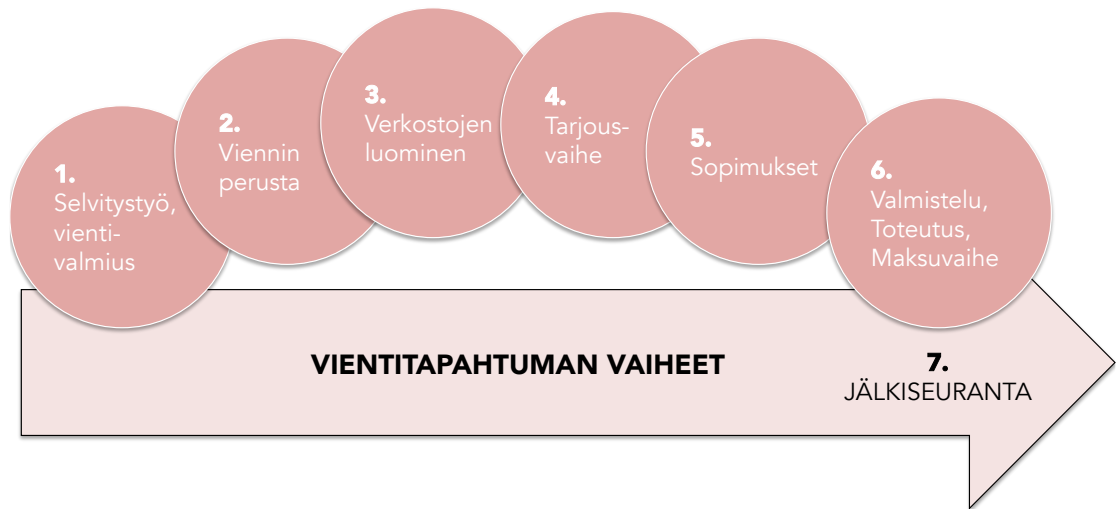 1.
Selvitystyö,
vienti-
valmius
2.
Viennin
perusta
3.
Verkostojen
luominen
4.
Tarjous-
vaihe
5.
Sopimukset
6.
Valmistelu,
Toteutus,
Maksuvaihe
VIENTITAPAHTUMAN VAIHEET
7.
JÄLKISEURANTA